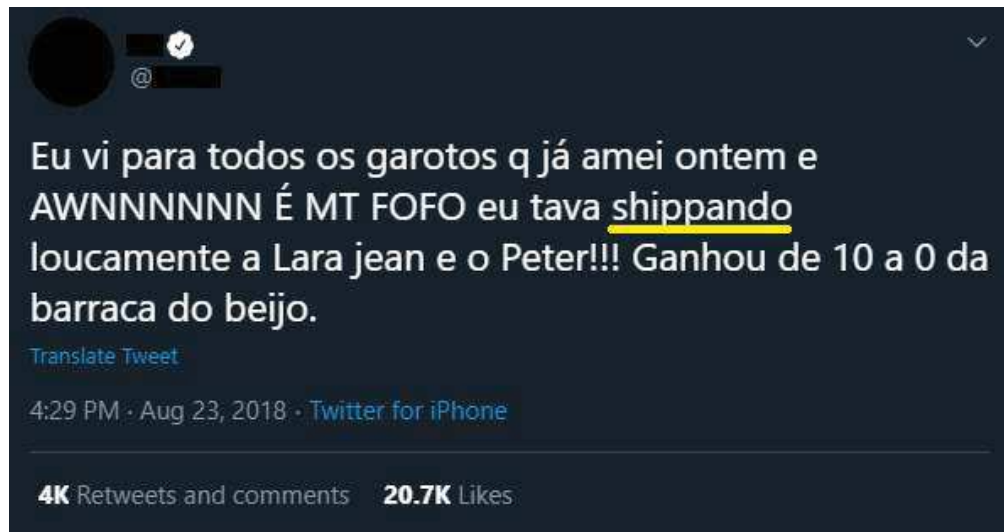 @
Eu vi para todos os garotos q já amei ontem e
AWNNNNNN É MT FOFO eu tava shippando
loucamente a Lara jean e o Peter!!! Ganhou de 10 a 0 da
barraca do beijo.
Translate Tweet
4:29 PM · Aug 23, 2018 · Twitter for iPhone
4K Retweets and comments 20.7K Likes